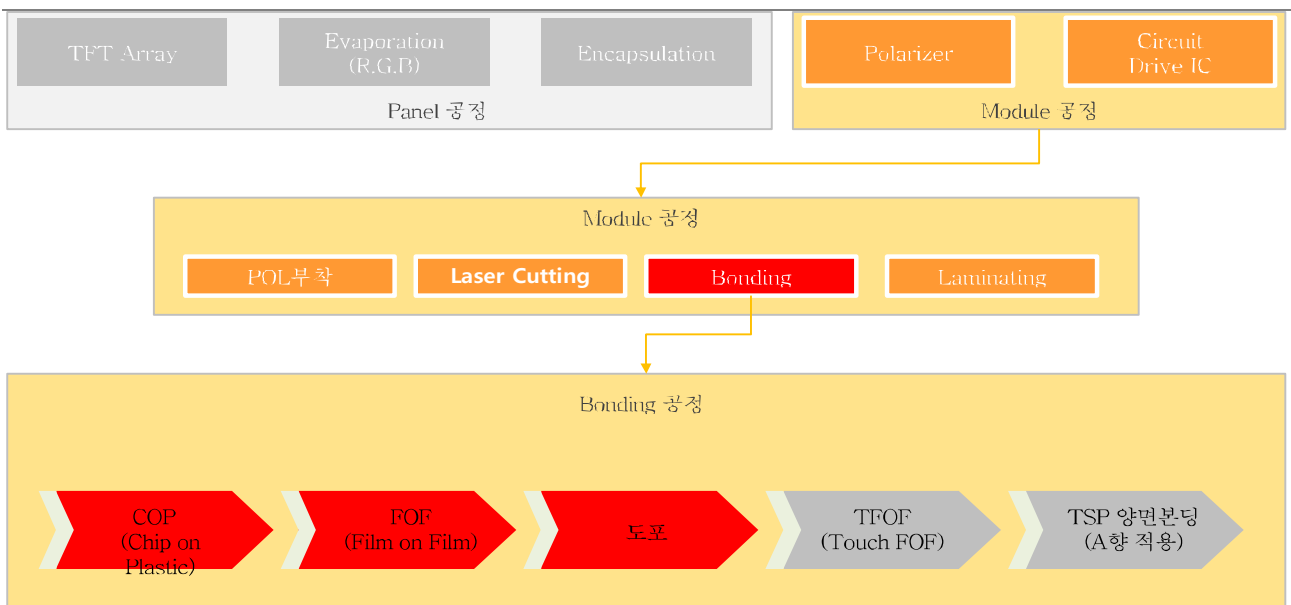 TFT Array
Evaporation
(R.G.B)
Encapsulation
Panel 공정
Polarizer
Circuit
Drive IC
Module 공정
Module 공정
POL부착
Laser Cutting
Bonding
Laminating
Bonding 공정
COP
(Chip on
Plastic)
FOF
(Film on Film)
도포
TFOF
(Touch FOF)
TSP 양면본딩
(A향 적용)